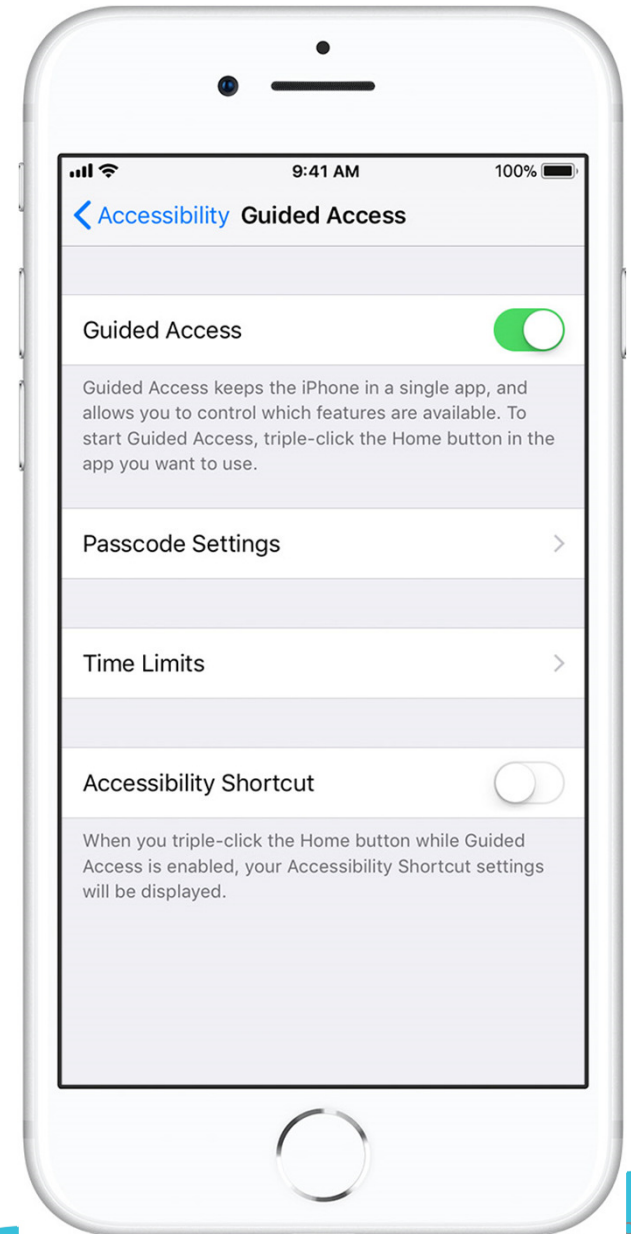 9:41 AM 100%
Accessibility Guided Access
Guided Access
Guided Access keeps the iPhone in a single app, and
allows you to control which features are available. To
start Guided Access, triple-click the Home button in the
app you want to use.
Passcode Settings
Time Limits
Accessibility Shortcut
When you triple-click the Home button while Guided
Access is enabled, your Accessibility Shortcut settings
will be displayed.